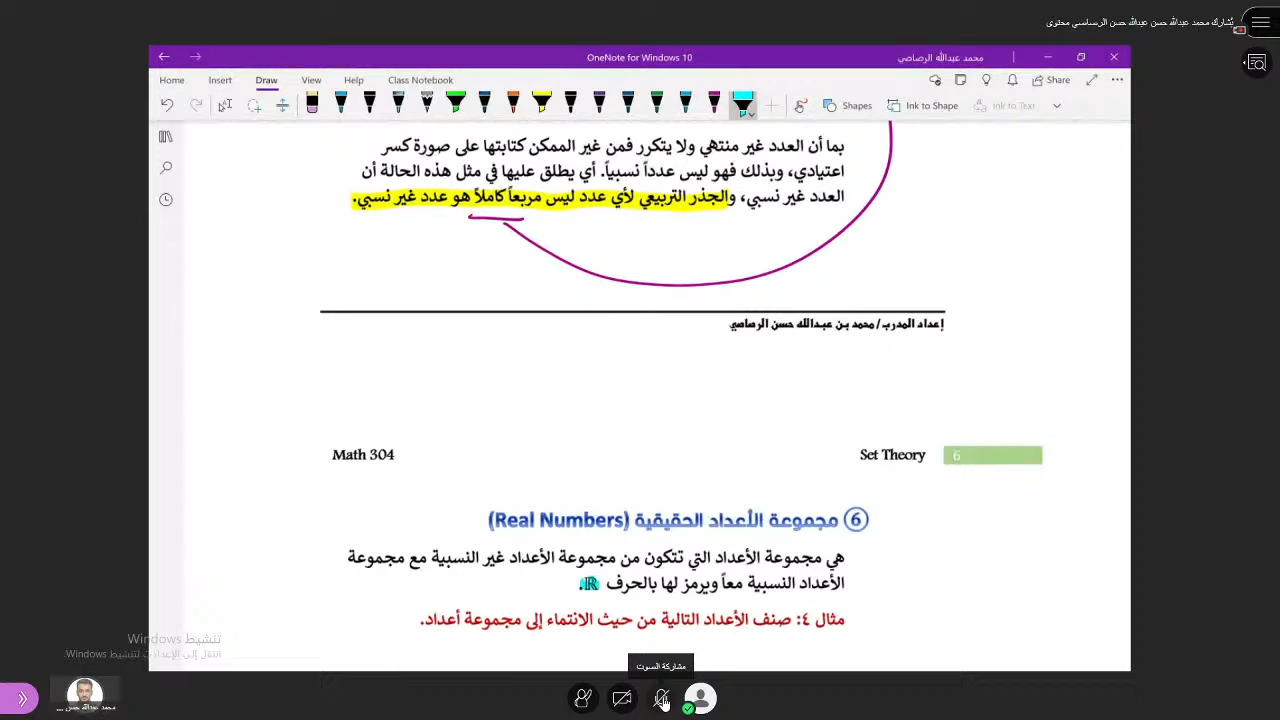 يُشارك محمد عبدالله حسن عبدالله حسن الرصاصي محتوى
OneNote for Windows 10
محمد عبدالله الرصاصي
Home Insert Draw View Help Class Notebook
Share
Shapes Ink to Shape Ink to Text
بما أن العدد غير منتهي ولا يتكرر فمن غير الممكن كتابتها على صورة كسر
اعتيادي، وبذلك فهو ليس عدداً نسبياً. أي يطلق عليها في مثل هذه الحالة أن
العدد غير نسبي، والجذر التربيعي لأي عدد ليس مربعاً كاملاً هو عدد غير نسبي.
إعداد المدرب/ محمد بن عبدالله حسن الرصاصي
Math 304 Set Theory 6
⑥ مجموعة الأعداد الحقيقية (Real Numbers)
هي مجموعة الأعداد التي تتكون من مجموعة الأعداد غير النسبية مع مجموعة
الأعداد النسبية معاً ويرمز لها بالحرف ℝ.
مثال ٤: صنف الأعداد التالية من حيث الانتماء إلى مجموعة أعداد.
تنشيط Windows
انتقل إلى الإعدادات لتنشيط Windows.
مشاركة الصوت
محمد عبدالله حسن ...